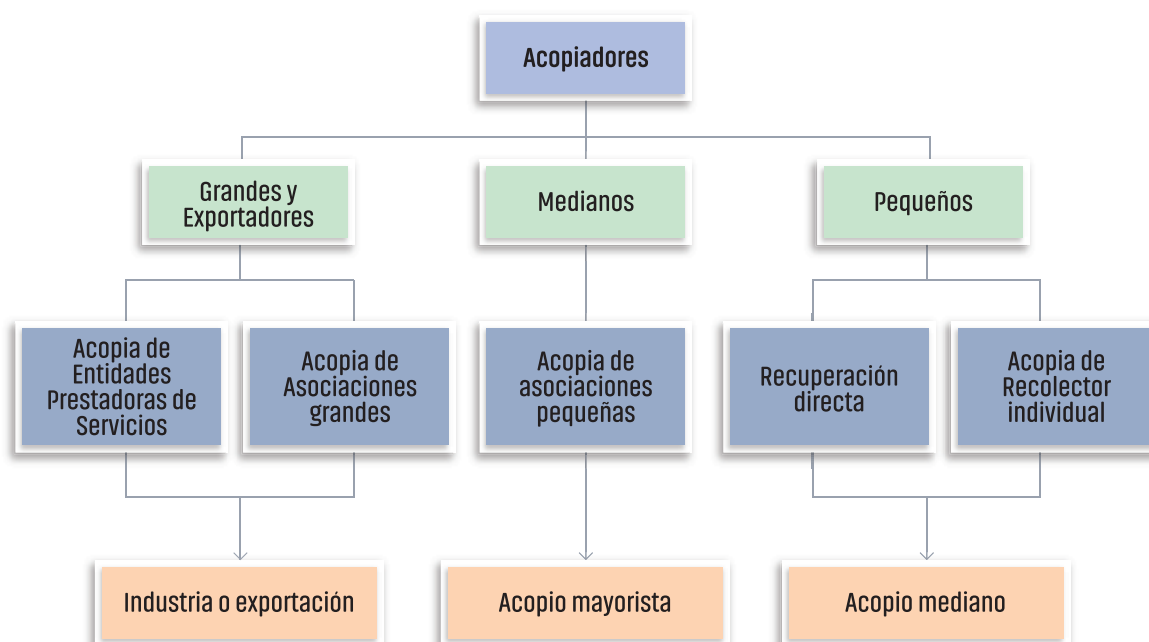 Acopiadores
Grandes y
Exportadores
Medianos
Pequeños
Acopia de
Entidades
Prestadoras de
Servicios
Acopia de
Asociaciones
grandes
Acopia de
asociaciones
pequeñas
Recuperación
directa
Acopia de
Recolector
individual
Industria o exportación
Acopio mayorista
Acopio mediano